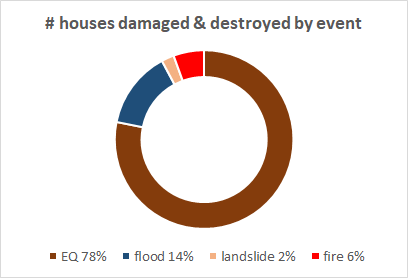 # houses damaged & destroyed by event
EQ 78% flood 14% landslide 2% fire 6%